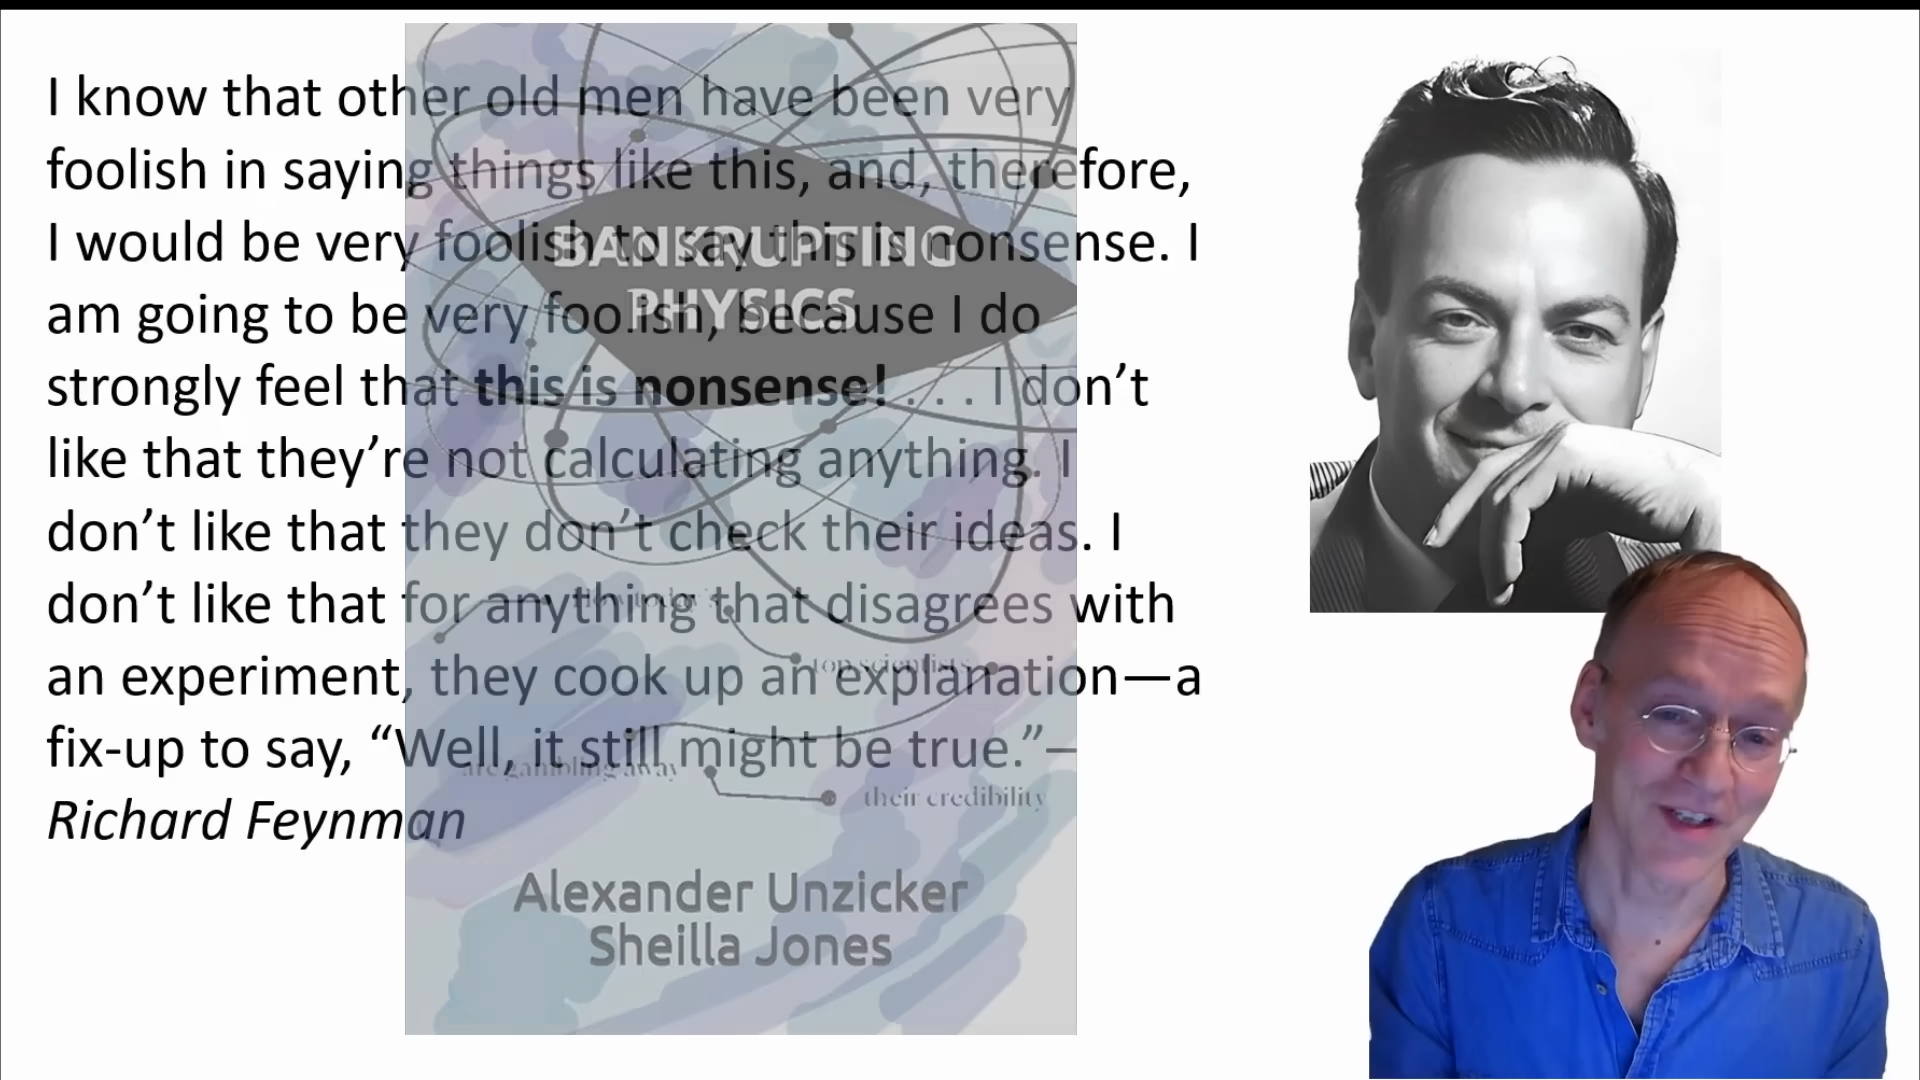 I know that other old men have been very
foolish in saying things like this, and, therefore,
I would be very foolish to say this is nonsense. I
am going to be very foolish, because I do
strongly feel that this is nonsense! . . . I don’t
like that they’re not calculating anything. I
don’t like that they don’t check their ideas. I
don’t like that for anything that disagrees with
an experiment, they cook up an explanation—a
fix-up to say, “Well, it still might be true.”—
Richard Feynman
BANKRUPTING
PHYSICS
How today's
top scientists
are gambling away
their credibility
Alexander Unzicker
Sheilla Jones